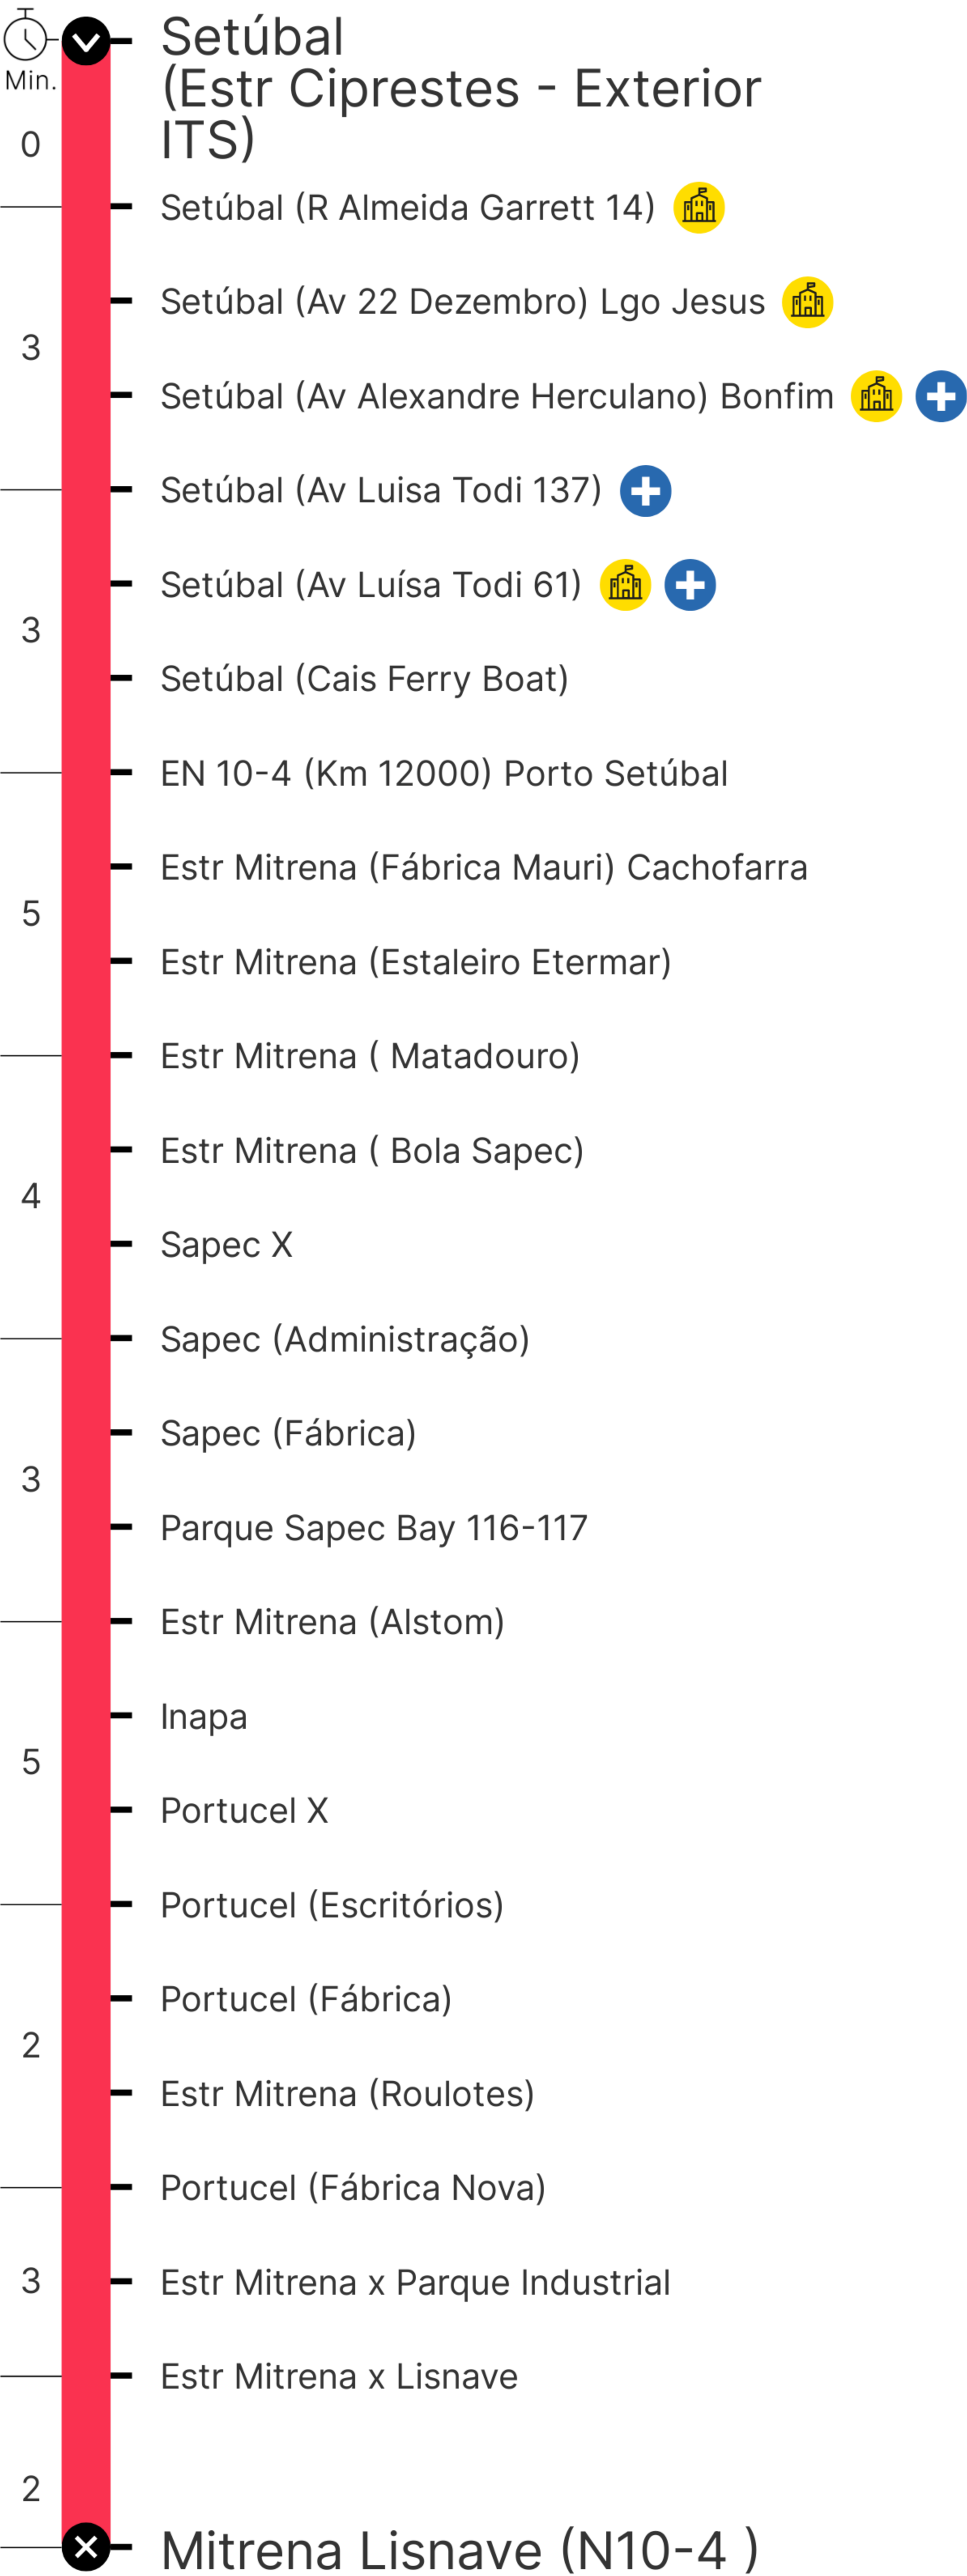 Setúbal
Min.
(Estr Ciprestes - Exterior
ITS)
0
Setúbal (R Almeida Garrett 14)
Setúbal (Av 22 Dezembro) Lgo Jesus
3
Setúbal (Av Alexandre Herculano) Bonfim
Setúbal (Av Luisa Todi 137)
Setúbal (Av Luísa Todi 61)
3
Setúbal (Cais Ferry Boat)
EN 10-4 (Km 12000) Porto Setúbal
Estr Mitrena (Fábrica Mauri) Cachofarra
5
Estr Mitrena (Estaleiro Etermar)
Estr Mitrena ( Matadouro)
Estr Mitrena ( Bola Sapec)
4
Sapec X
Sapec (Administração)
Sapec (Fábrica)
3
Parque Sapec Bay 116-117
Estr Mitrena (Alstom)
Inapa
5
Portucel X
Portucel (Escritórios)
Portucel (Fábrica)
2
Estr Mitrena (Roulotes)
Portucel (Fábrica Nova)
3
Estr Mitrena x Parque Industrial
Estr Mitrena x Lisnave
2
Mitrena Lisnave (N10-4 )